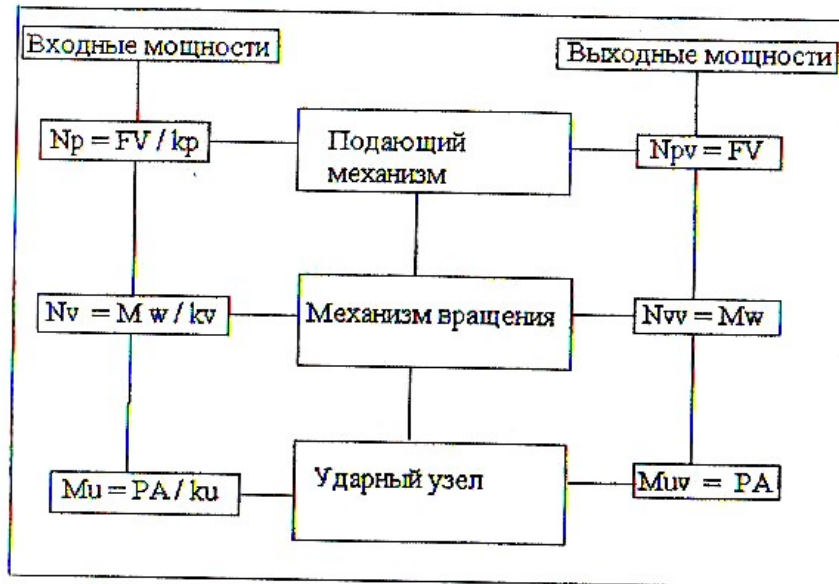 Входные мощности
Выходные мощности
Np = FV / kp
Подающий
механизм
Npv = FV
Nv = M w / kv
Механизм вращения
Nvv = Mw
Mu = PA / ku
Ударный узел
Muv = PA